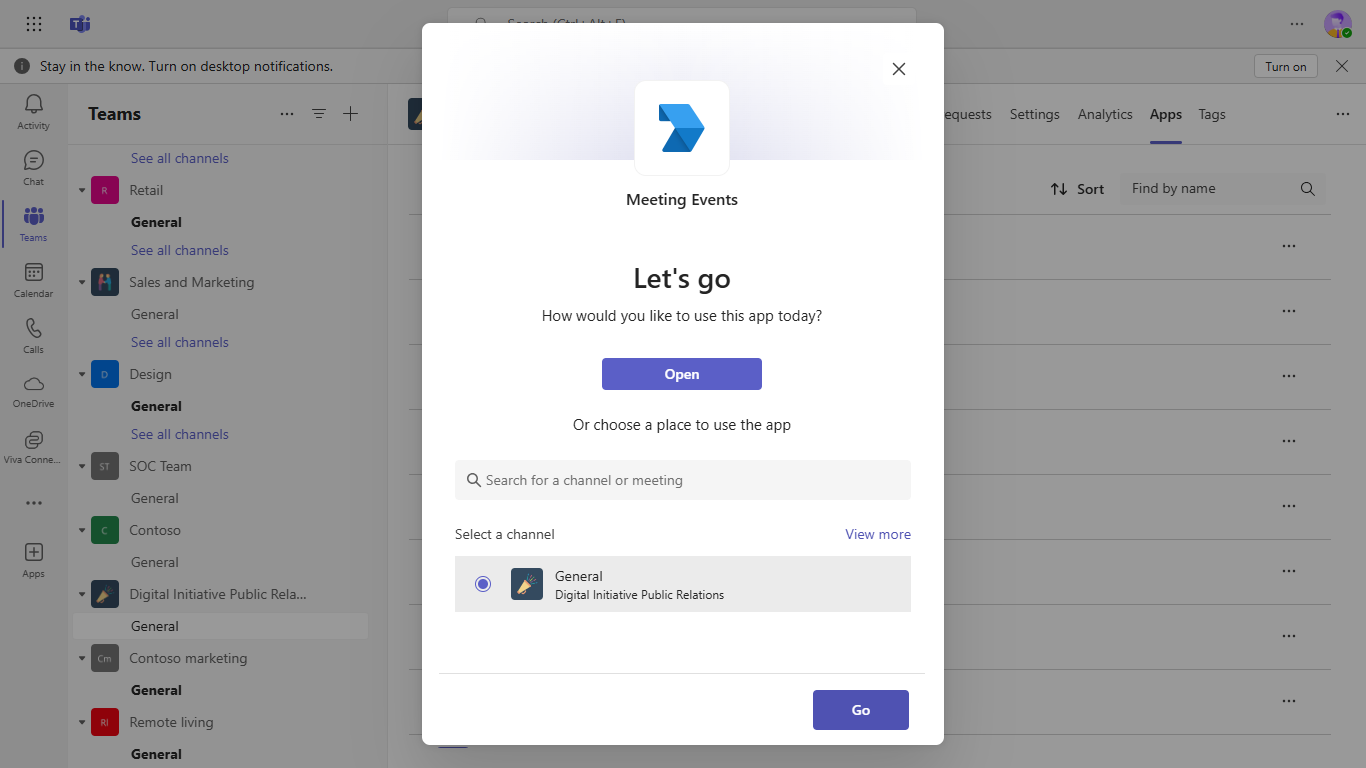 Search (Ctrl+Alt+E)
Stay in the know. Turn on desktop notifications.
Turn on
Activity
Chat
Teams
Calendar
Calls
OneDrive
Viva Conne...
Apps
Teams
See all channels
R
Retail
General
See all channels
Sales and Marketing
General
See all channels
D
Design
General
See all channels
ST
SOC Team
General
C
Contoso
General
Digital Initiative Public Rela...
General
Cm
Contoso marketing
General
Rl
Remote living
General
equests
Settings
Analytics
Apps
Tags
Sort
Find by name
Meeting Events
Let's go
How would you like to use this app today?
Open
Or choose a place to use the app
Search for a channel or meeting
Select a channel
View more
General
Digital Initiative Public Relations
Go